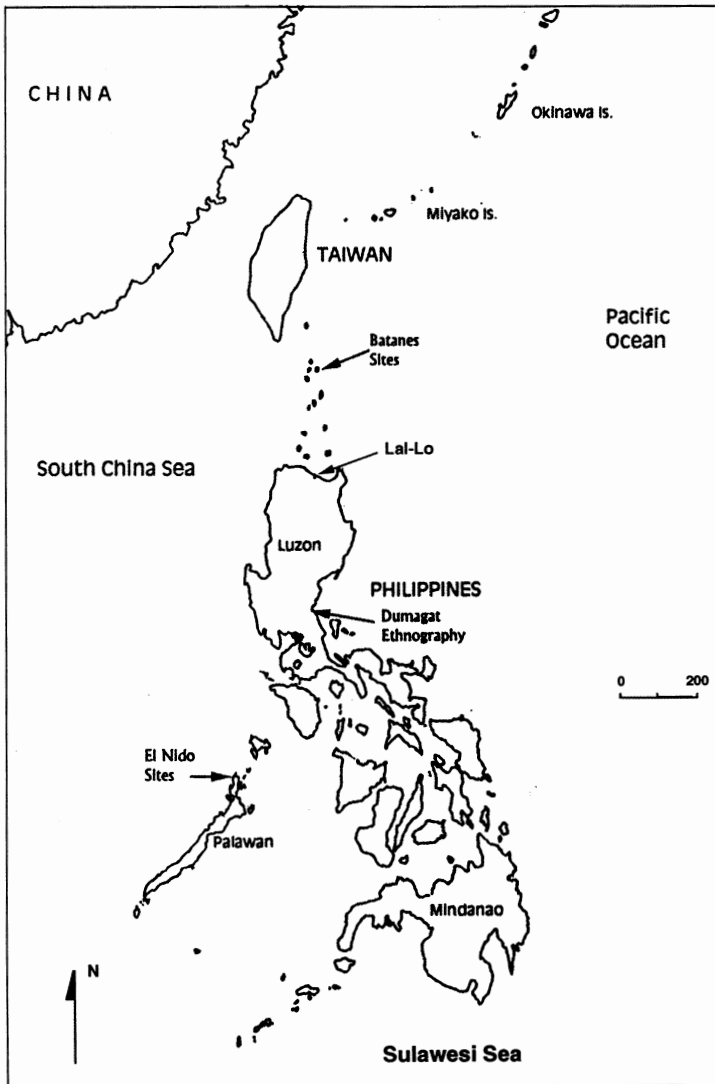 CHINA
Okinawa Is.
Miyako Is.
TAIWAN
Pacific
Ocean
Batanes
Sites
Lal-Lo
South China Sea
Luzon
PHILIPPINES
Dumagat
Ethnography
0 200
El Nido
Sites
Palawan
Mindanao
N
Sulawesi Sea